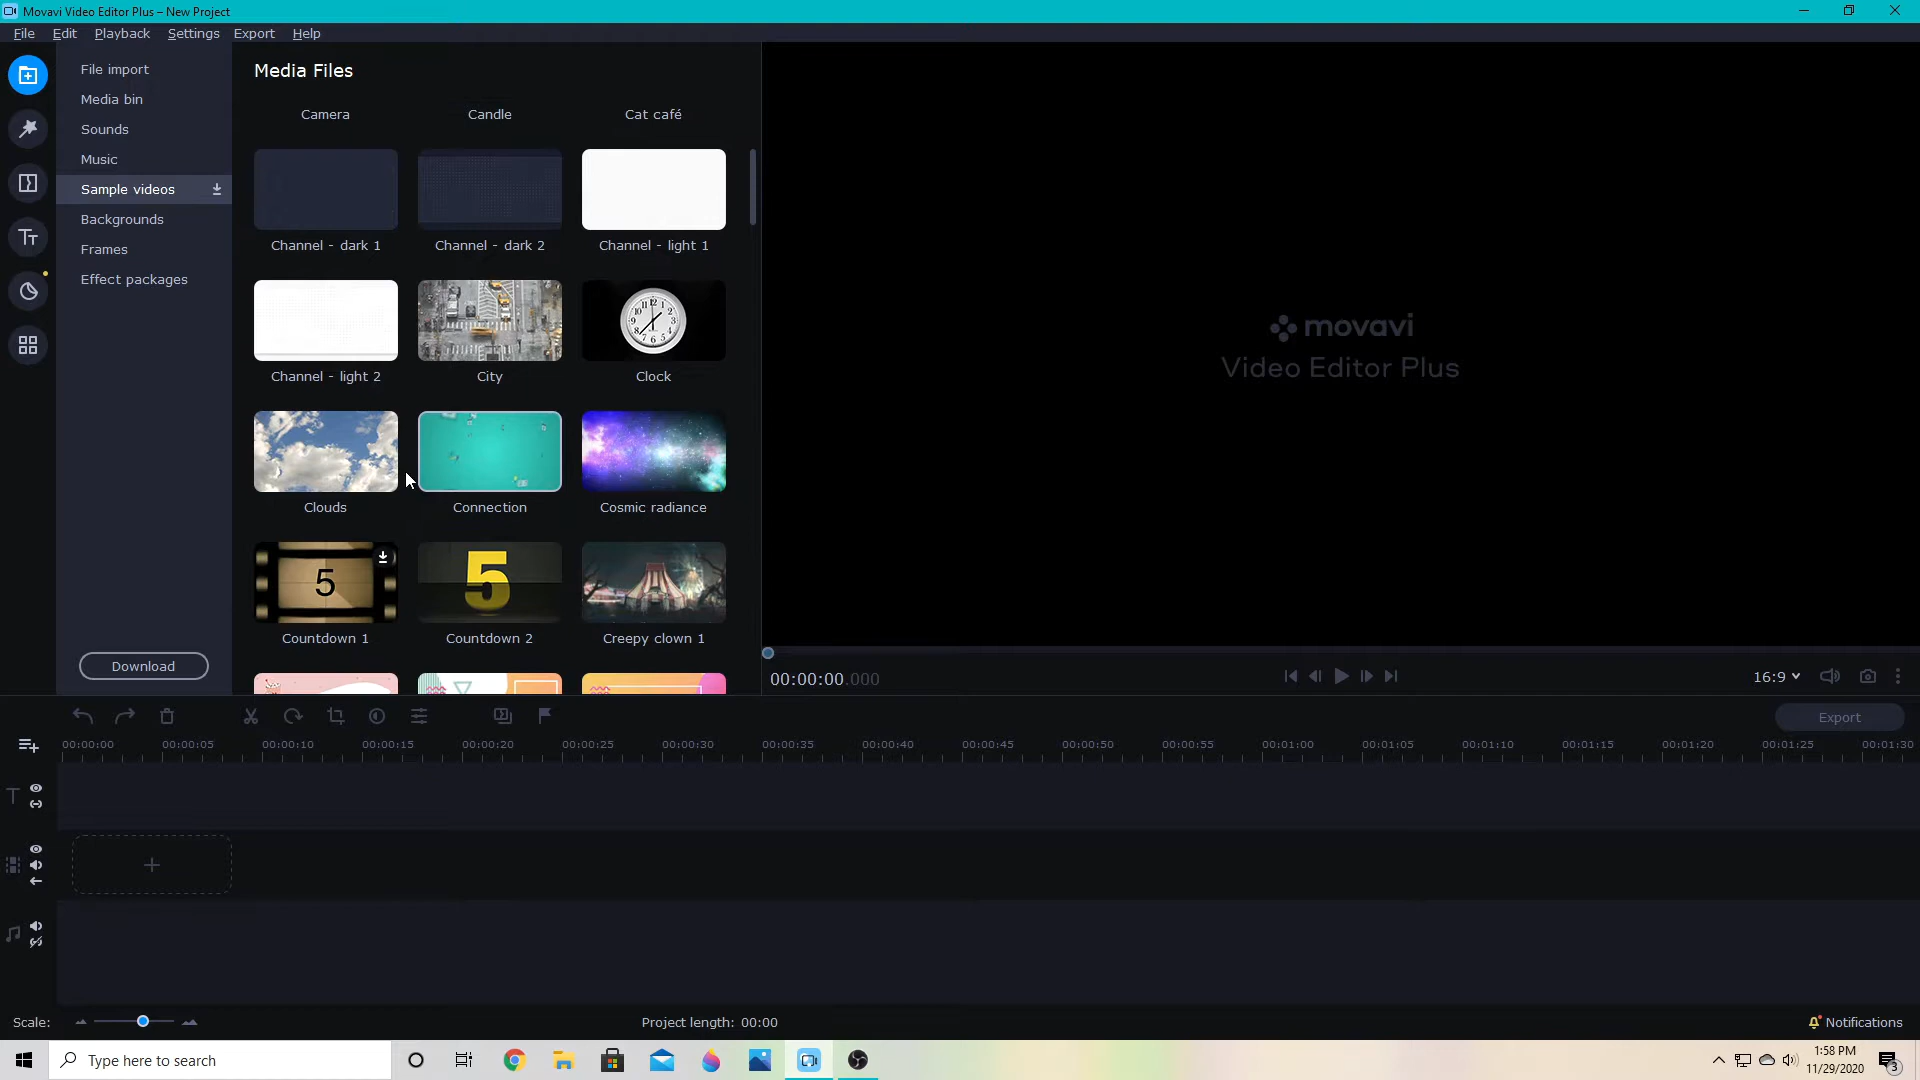 Movavi Video Editor Plus – New Project
File Edit Playback Settings Export Help
File import
Media bin
Sounds
Music
Sample videos
Backgrounds
Frames
Effect packages
Download
Media Files
Camera Candle Cat café
Channel - dark 1 Channel - dark 2 Channel - light 1
Channel - light 2 City Clock
Clouds Connection Cosmic radiance
5 5
Countdown 1 Countdown 2 Creepy clown 1
movavi
Video Editor Plus
00:00:00.000
16:9
Export
00:00:00 00:00:05 00:00:10 00:00:15 00:00:20 00:00:25 00:00:30 00:00:35 00:00:40 00:00:45 00:00:50 00:00:55 00:01:00 00:01:05 00:01:10 00:01:15 00:01:20 00:01:25 00:01:30
Scale:
Project length: 00:00
Notifications
Type here to search
1:58 PM
11/29/2020
3